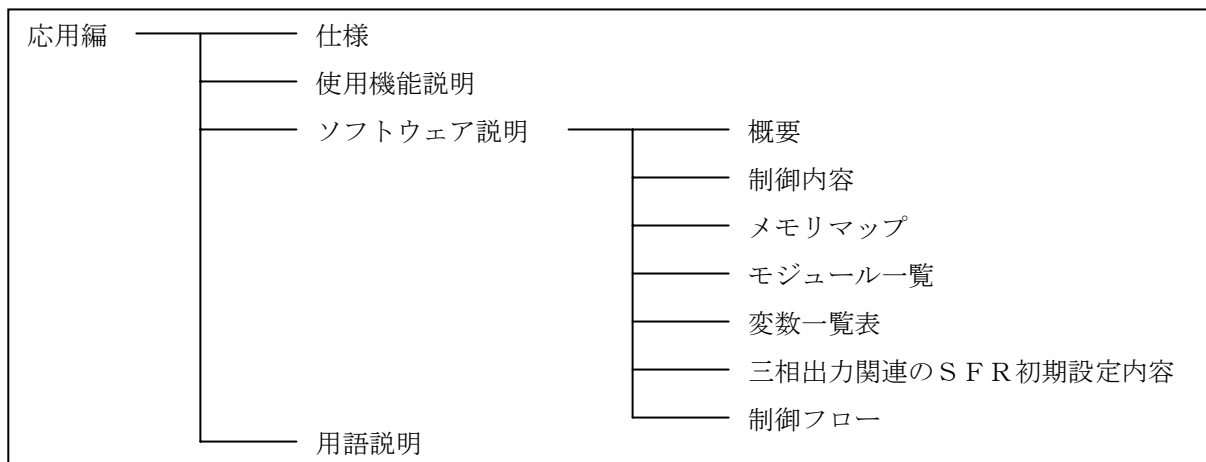 応用編
仕様
使用機能説明
ソフトウェア説明
概要
制御内容
メモリマップ
モジュール一覧
変数一覧表
三相出力関連のＳＦＲ初期設定内容
制御フロー
用語説明